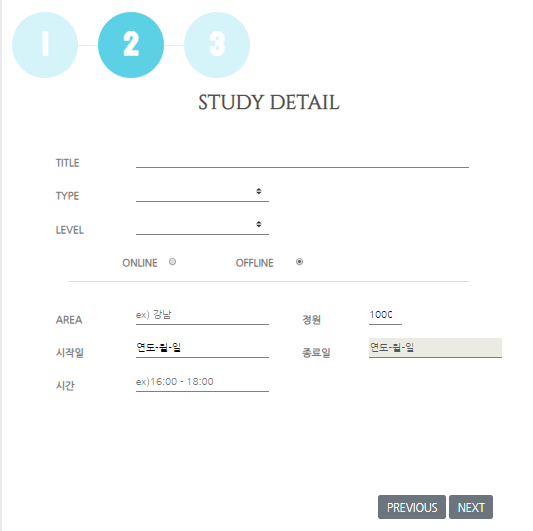 1 2 3
STUDY DETAIL
TITLE
TYPE
LEVEL
ONLINE OFFLINE
AREA ex) 강남 정원 1000
시작일 연도-월-일 종료일 연도-월-일
시간 ex)16:00 - 18:00
PREVIOUS NEXT